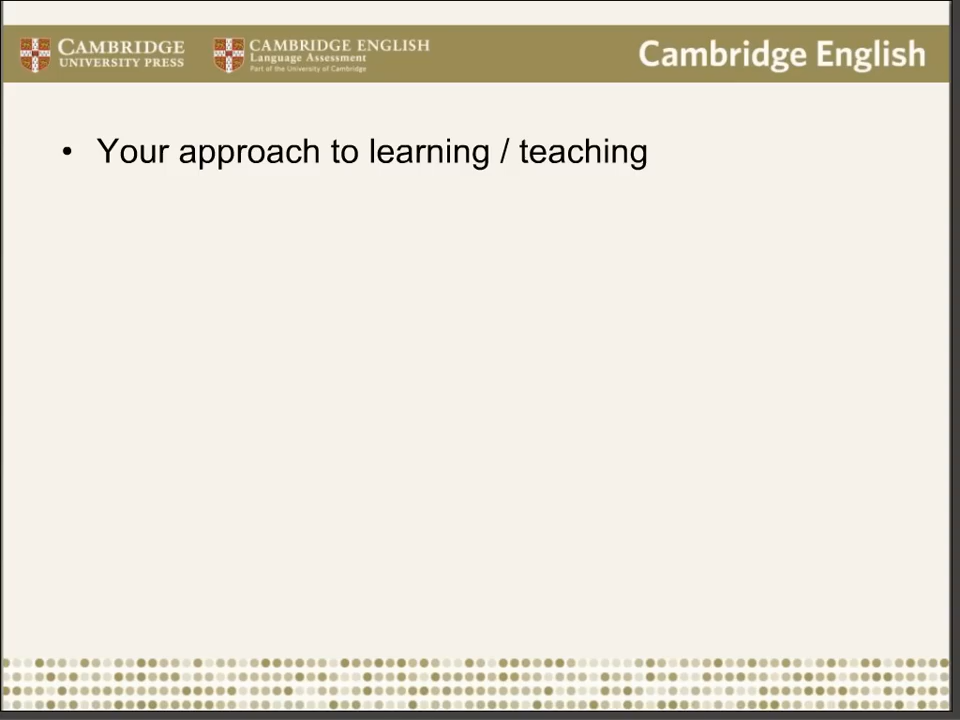 CAMBRIDGE
UNIVERSITY PRESS
CAMBRIDGE ENGLISH
Language Assessment
Part of the University of Cambridge
Cambridge English
• Your approach to learning / teaching